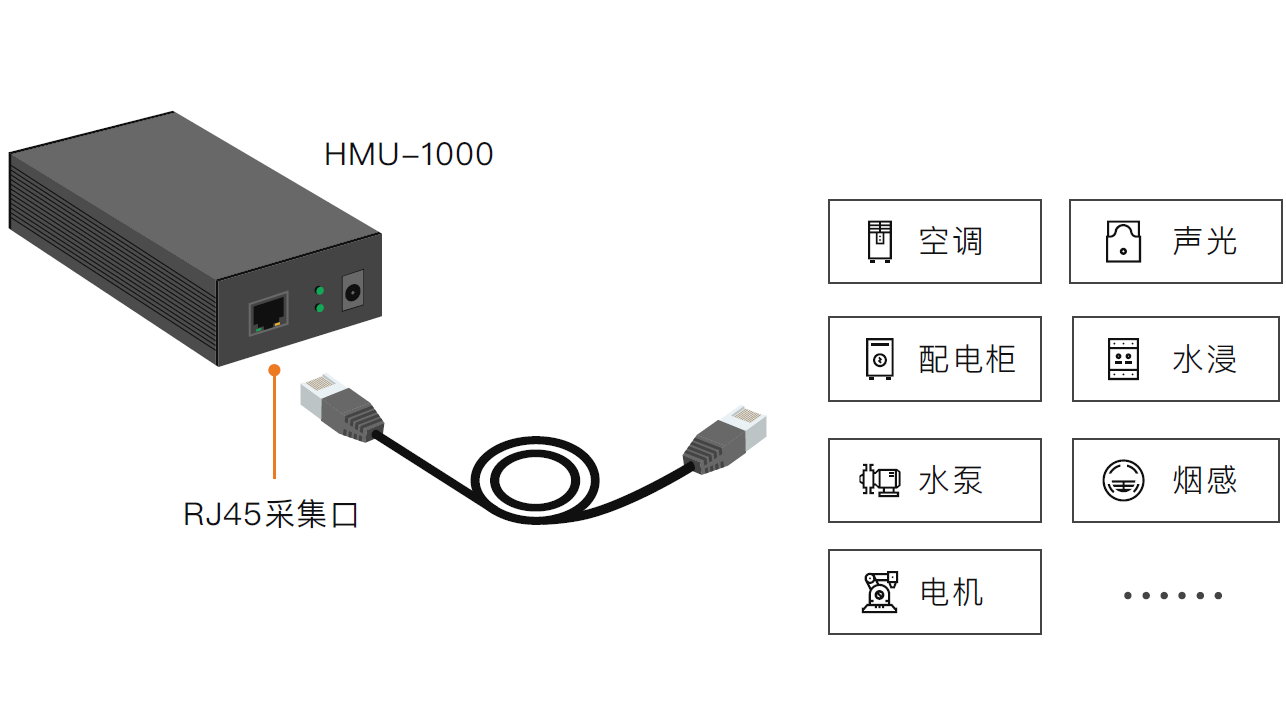 HMU-1000
RJ45采集口
空调
声光
配电柜
水浸
水泵
烟感
电机
······